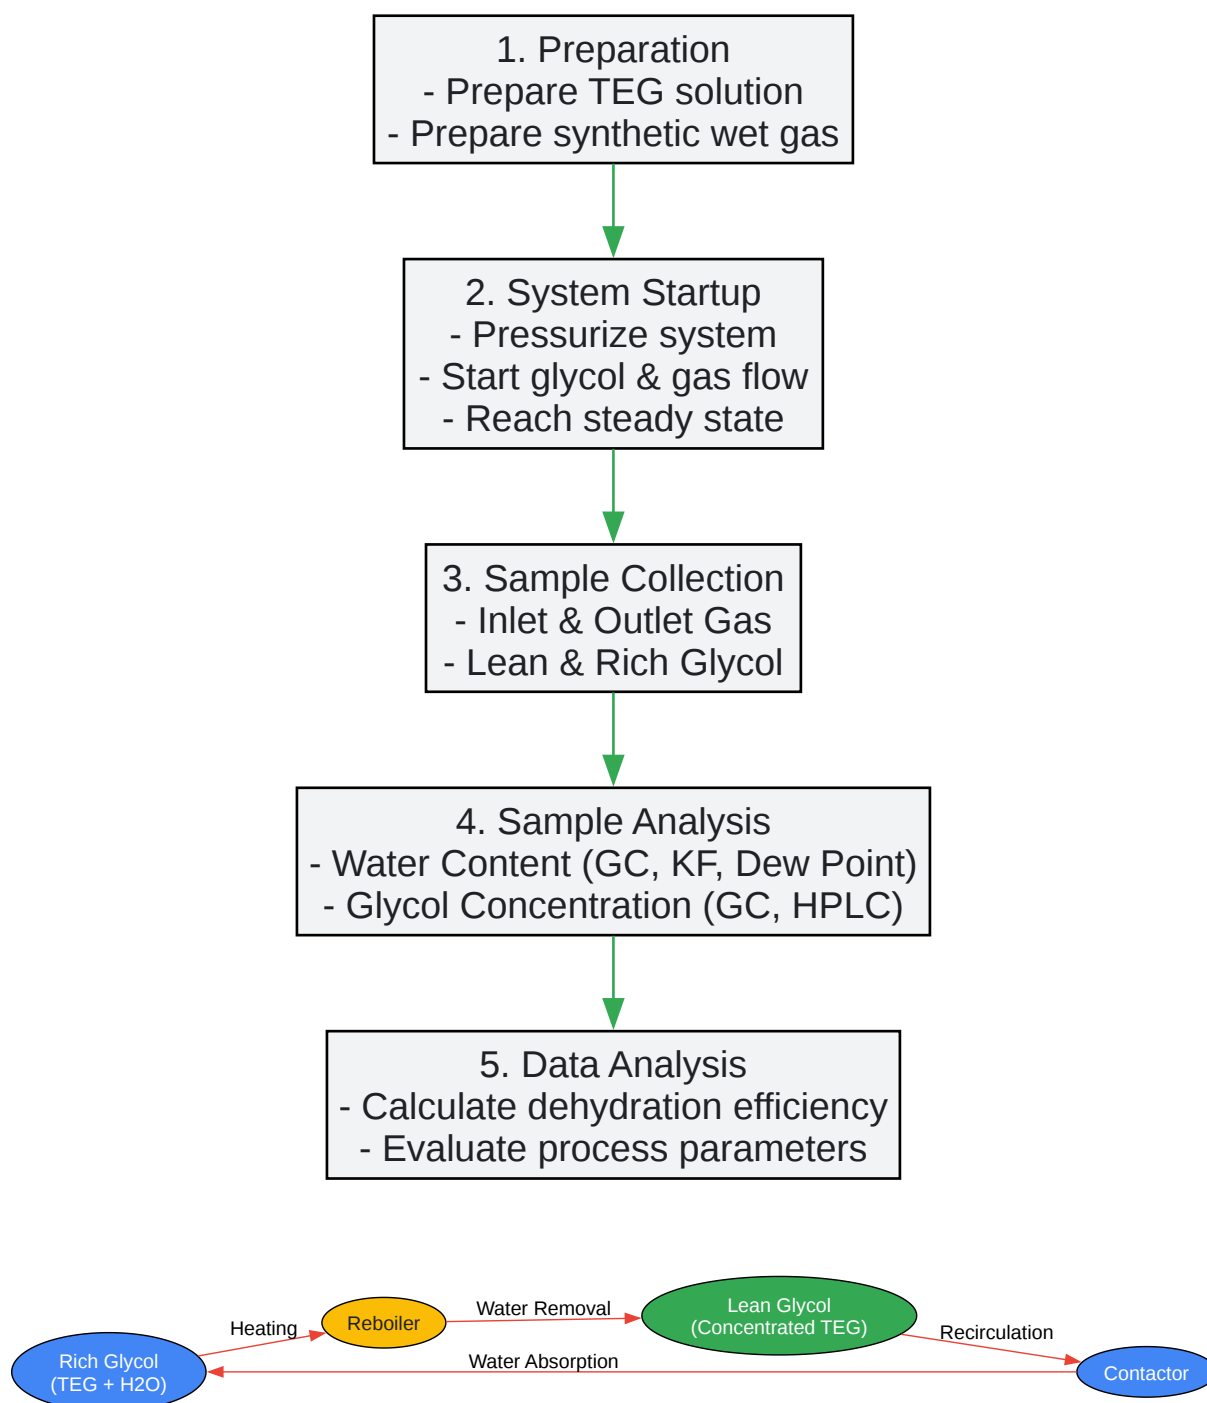 1. Preparation
- Prepare TEG solution
- Prepare synthetic wet gas
2. System Startup
- Pressurize system
- Start glycol & gas flow
- Reach steady state
3. Sample Collection
- Inlet & Outlet Gas
- Lean & Rich Glycol
4. Sample Analysis
- Water Content (GC, KF, Dew Point)
- Glycol Concentration (GC, HPLC)
5. Data Analysis
- Calculate dehydration efficiency
- Evaluate process parameters
Rich Glycol
(TEG + H2O)
Heating
Reboiler
Water Removal
Lean Glycol
(Concentrated TEG)
Recirculation
Contactor
Water Absorption